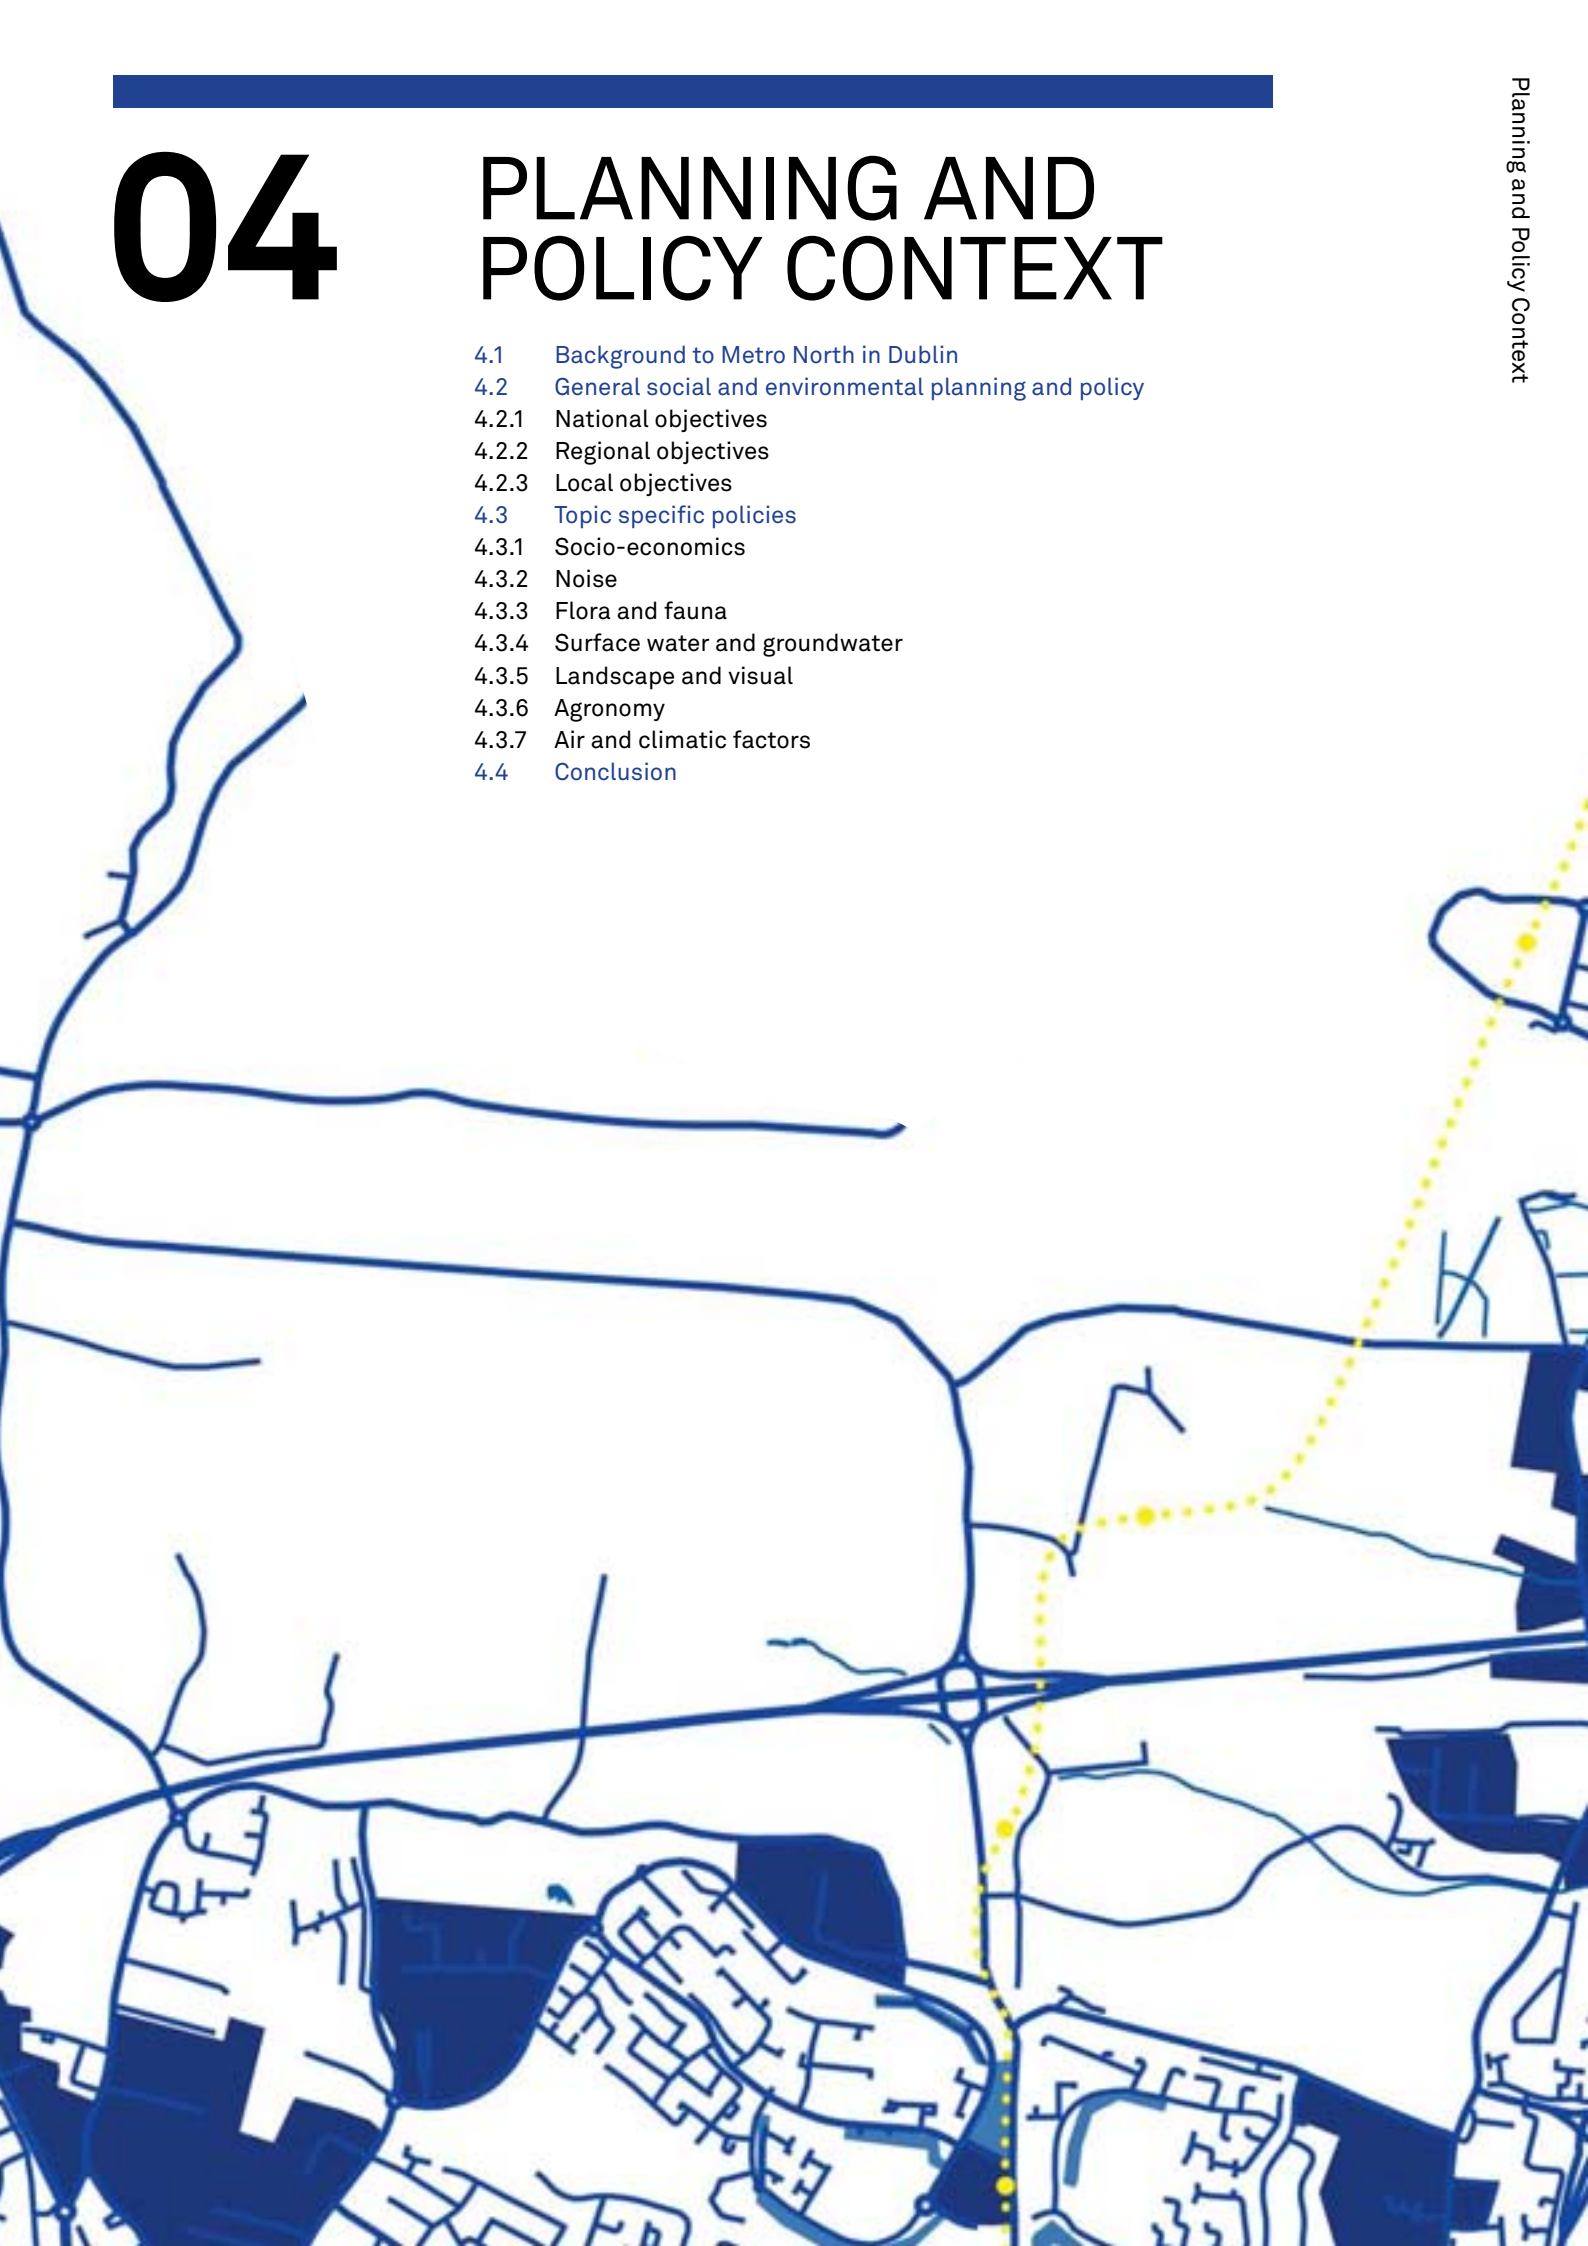 04
PLANNING AND
POLICY CONTEXT
4.1 Background to Metro North in Dublin
4.2 General social and environmental planning and policy
4.2.1 National objectives
4.2.2 Regional objectives
4.2.3 Local objectives
4.3 Topic specific policies
4.3.1 Socio-economics
4.3.2 Noise
4.3.3 Flora and fauna
4.3.4 Surface water and groundwater
4.3.5 Landscape and visual
4.3.6 Agronomy
4.3.7 Air and climatic factors
4.4 Conclusion
Planning and Policy Context